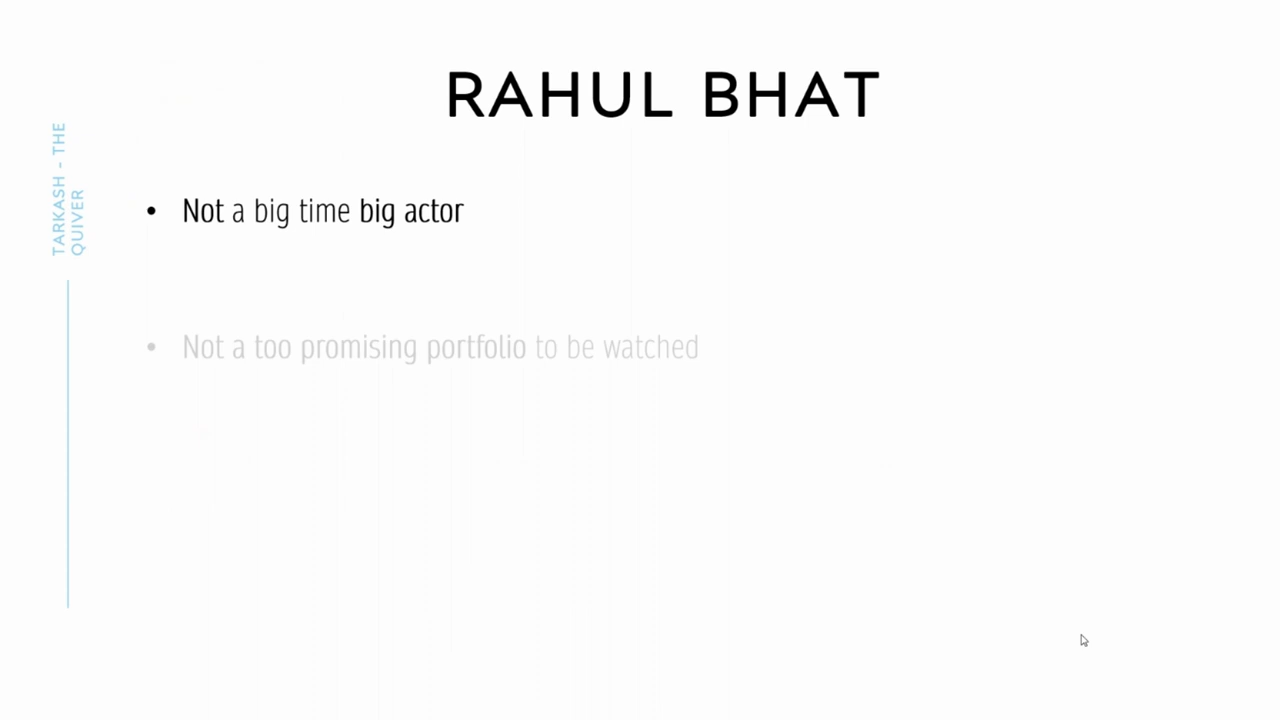 RAHUL BHAT
TARKASH - THE
QUIVER
• Not a big time big actor
• Not a too promising portfolio to be watched